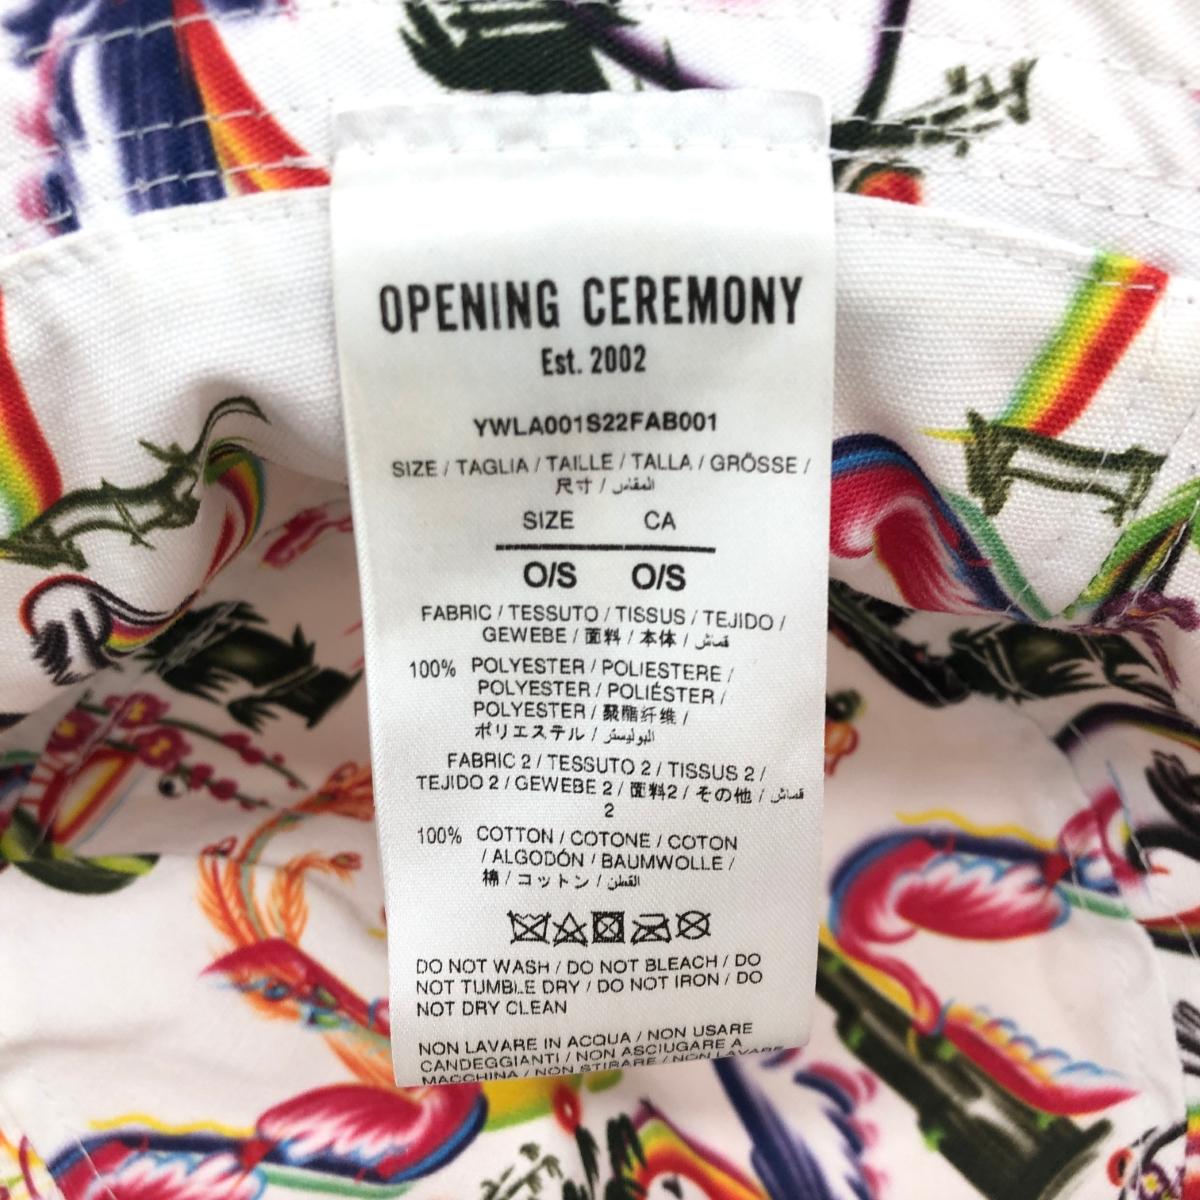 OPENING CEREMONY
Est. 2002
YWLA001S22FAB001
SIZE / TAGLIA / TAILLE / TALLA / GRÖSSE /
尺寸 / المقاس
SIZE CA
O/S O/S
FABRIC / TESSUTO / TISSUS / TEJIDO /
GEWEBE / 面料 / 本体 / قماش
100% POLYESTER / POLIESTERE /
POLYESTER / POLIÉSTER /
POLYESTER / 聚酯纤维 /
ポリエステル / البوليستر
FABRIC 2 / TESSUTO 2 / TISSUS 2 /
TEJIDO 2 / GEWEBE 2 / 面料2 / その他 / قماش
2
100% COTTON / COTONE / COTON
/ ALGODÓN / BAUMWOLLE /
棉 / コットン / القطن
DO NOT WASH / DO NOT BLEACH / DO
NOT TUMBLE DRY / DO NOT IRON / DO
NOT DRY CLEAN
NON LAVARE IN ACQUA / NON USARE
CANDEGGIANTI / NON ASCIUGARE A
MACCHINA / NON STIRARE / NON LAVARE